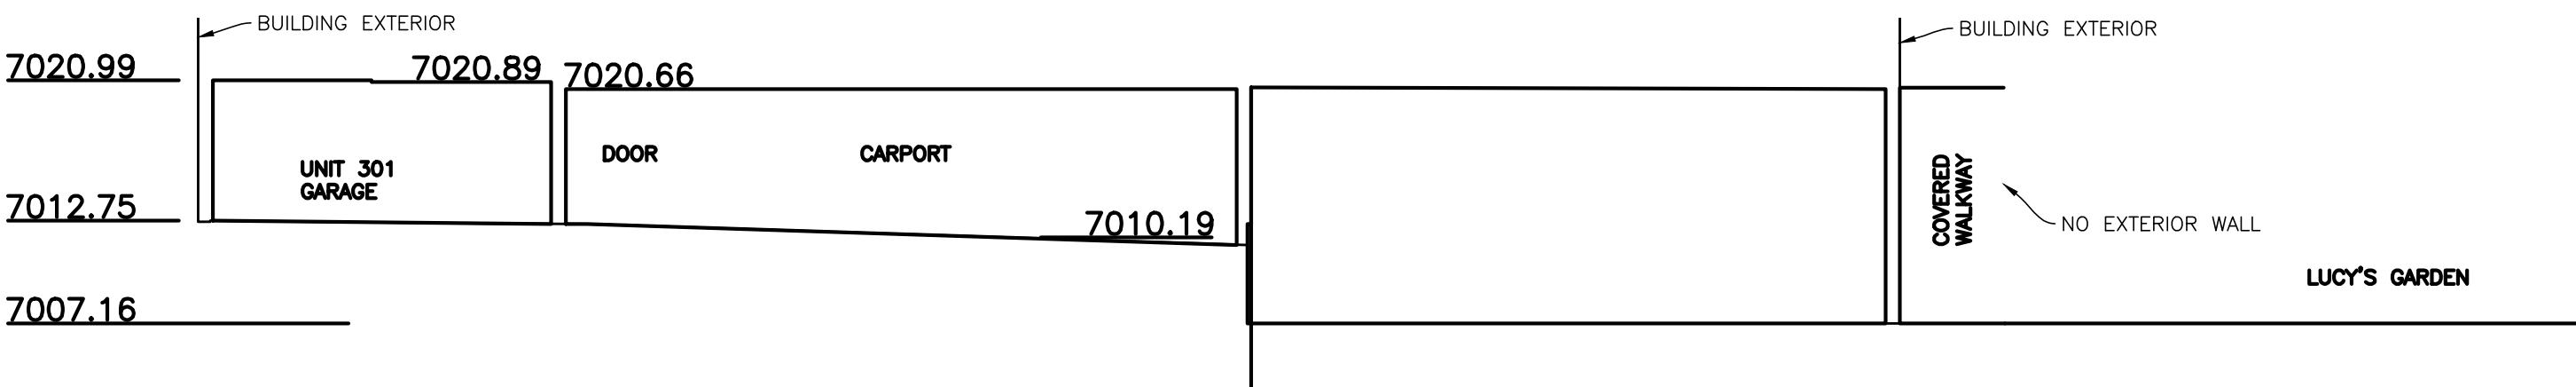 BUILDING EXTERIOR
BUILDING EXTERIOR
7020.99
7020.89
7020.66
DOOR
CARPORT
UNIT 301
GARAGE
COVERED
WALKWAY
7012.75
7010.19
NO EXTERIOR WALL
LUCY'S GARDEN
7007.16